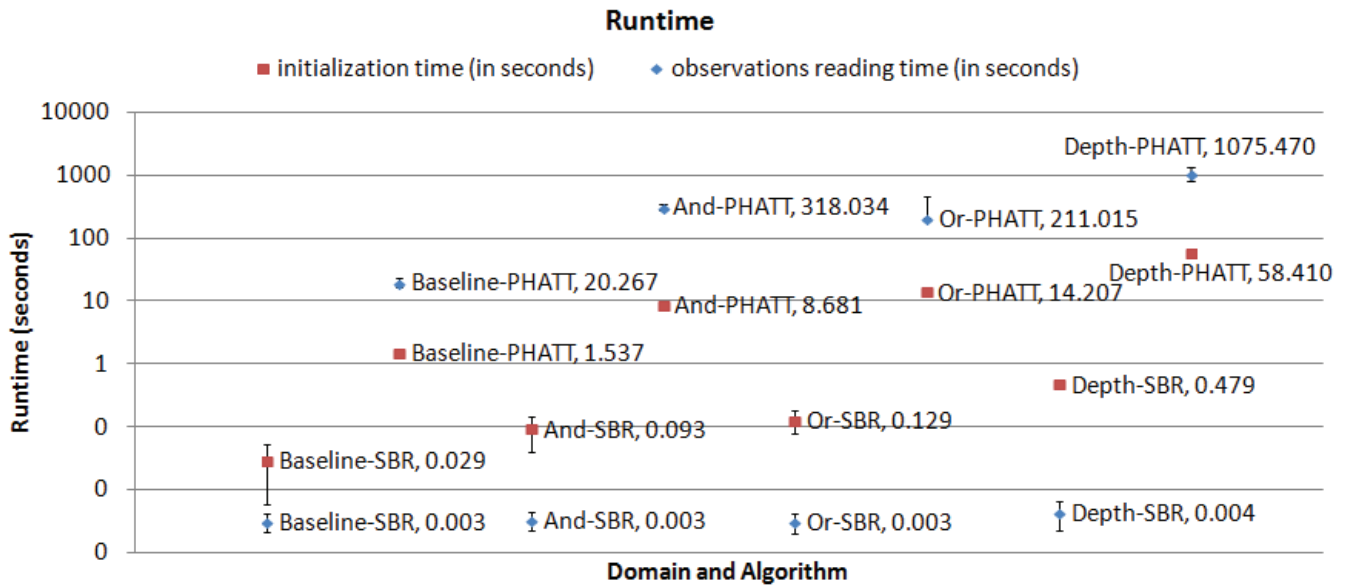 Runtime
initialization time (in seconds)
observations reading time (in seconds)
10000
1000
100
10
1
0
0
0
Runtime (seconds)
Depth-PHATT, 1075.470
And-PHATT, 318.034
Or-PHATT, 211.015
Depth-PHATT, 58.410
Baseline-PHATT, 20.267
And-PHATT, 8.681
Or-PHATT, 14.207
Baseline-PHATT, 1.537
Depth-SBR, 0.479
And-SBR, 0.093
Or-SBR, 0.129
Baseline-SBR, 0.029
Baseline-SBR, 0.003
And-SBR, 0.003
Or-SBR, 0.003
Depth-SBR, 0.004
Domain and Algorithm